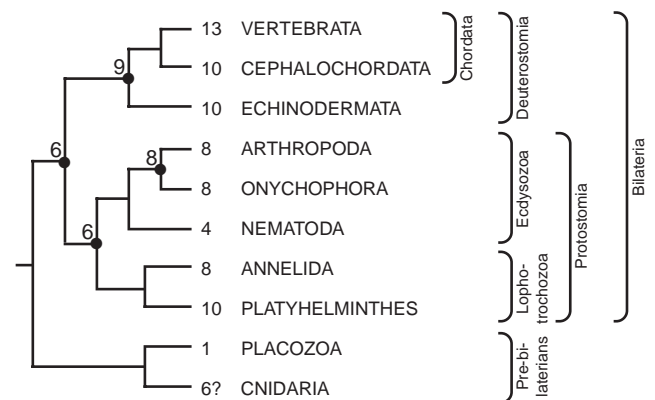 13 VERTEBRATA
9
10 CEPHALOCHORDATA
10 ECHINODERMATA
8 ARTHROPODA
8
6
8 ONYCHOPHORA
4 NEMATODA
6
8 ANNELIDA
10 PLATYHELMINTHES
1 PLACOZOA
6? CNIDARIA
Chordata
Deuterostomia
Ecdysozoa
Lopho-
trochozoa
Pre-bi-
laterians
Protostomia
Bilateria